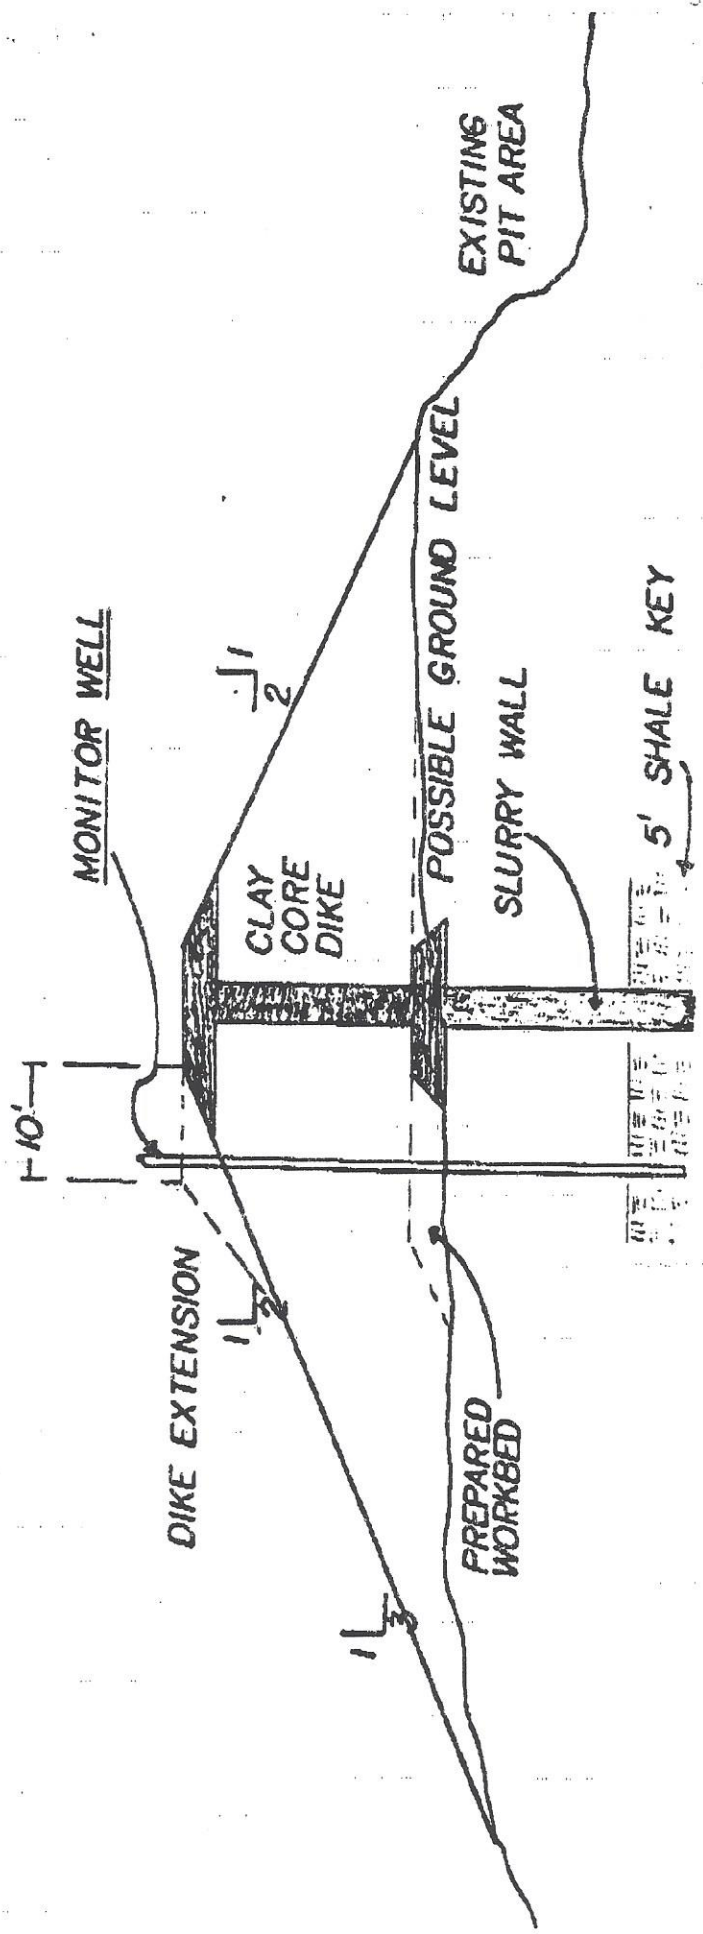 10'
MONITOR WELL
DIKE EXTENSION
1
2
1
3
CLAY
CORE
DIKE
1
2
EXISTING
PIT AREA
POSSIBLE GROUND LEVEL
PREPARED
WORKBED
SLURRY WALL
5' SHALE KEY